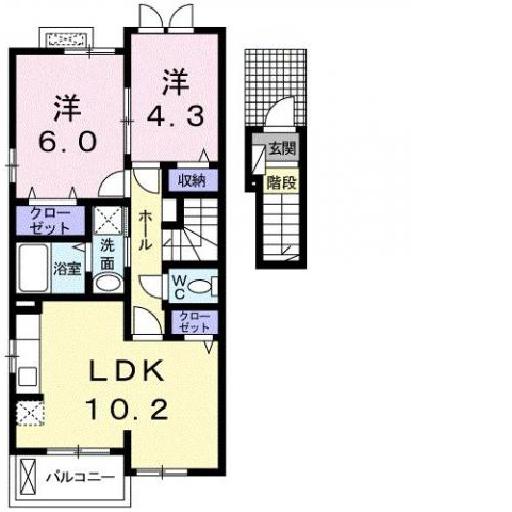 洋
6.0
洋
4.3
収納
クロー
ゼット
ホール
洗
面
浴室
W
C
クロー
ゼット
LDK
10.2
バルコニー
玄関
階段